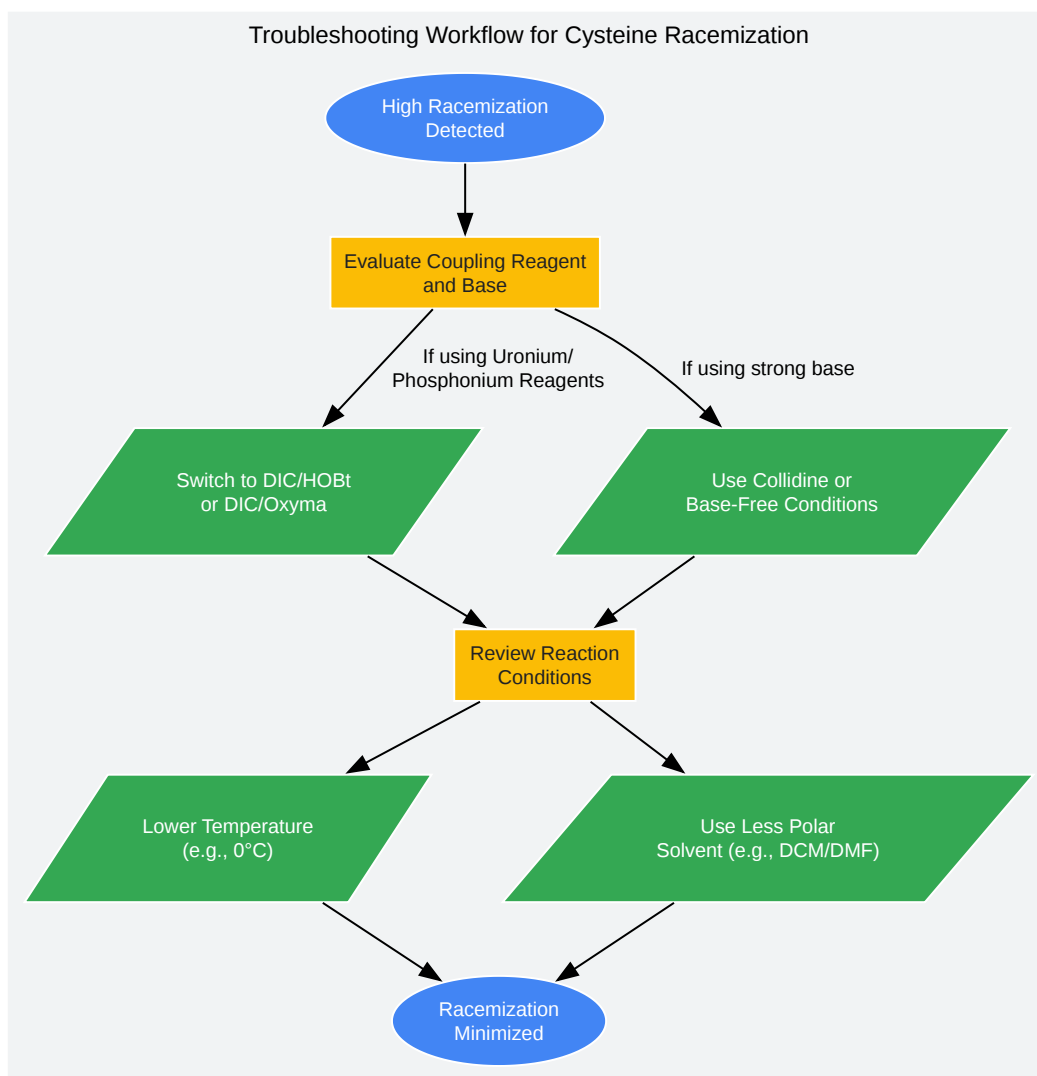 Troubleshooting Workflow for Cysteine Racemization
High Racemization
Detected
Evaluate Coupling Reagent
and Base
If using Uronium/
Phosphonium Reagents
If using strong base
Switch to DIC/HOBt
or DIC/Oxyma
Use Collidine or
Base-Free Conditions
Review Reaction
Conditions
Lower Temperature
(e.g., 0°C)
Use Less Polar
Solvent (e.g., DCM/DMF)
Racemization
Minimized